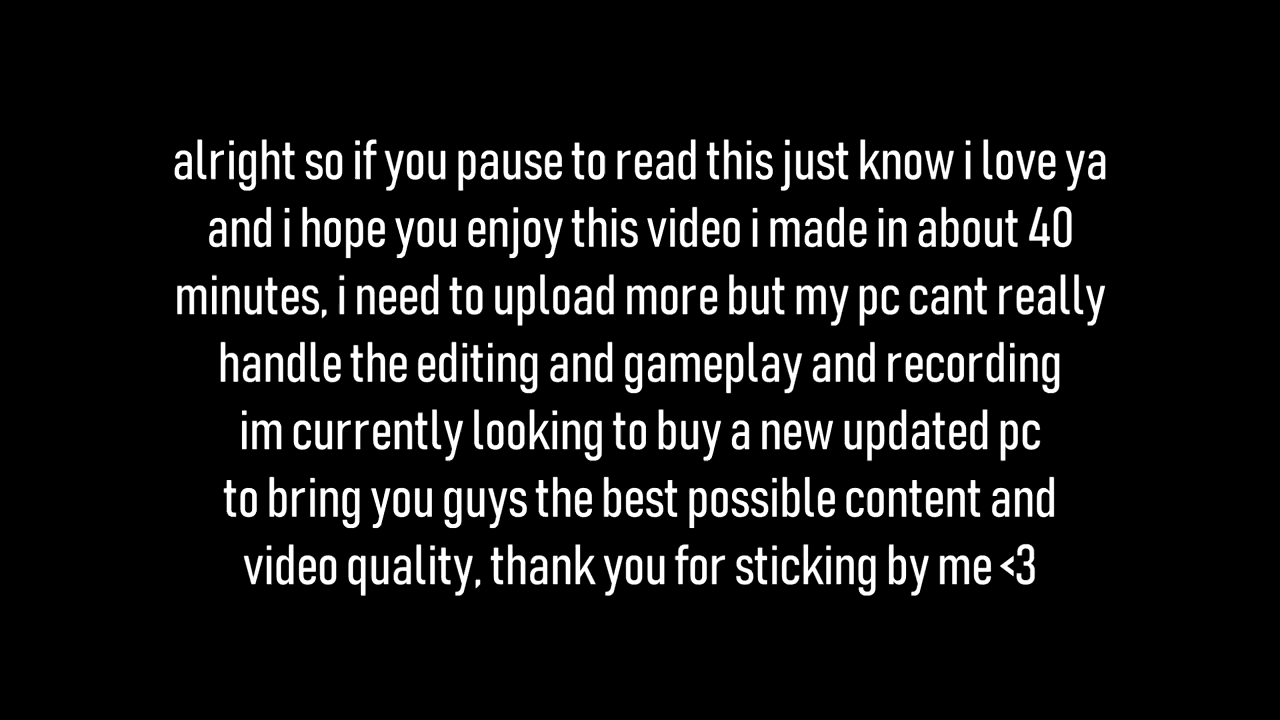 alright so if you pause to read this just know i love ya
and i hope you enjoy this video i made in about 40
minutes, i need to upload more but my pc cant really
handle the editing and gameplay and recording
im currently looking to buy a new updated pc
to bring you guys the best possible content and
video quality, thank you for sticking by me <3